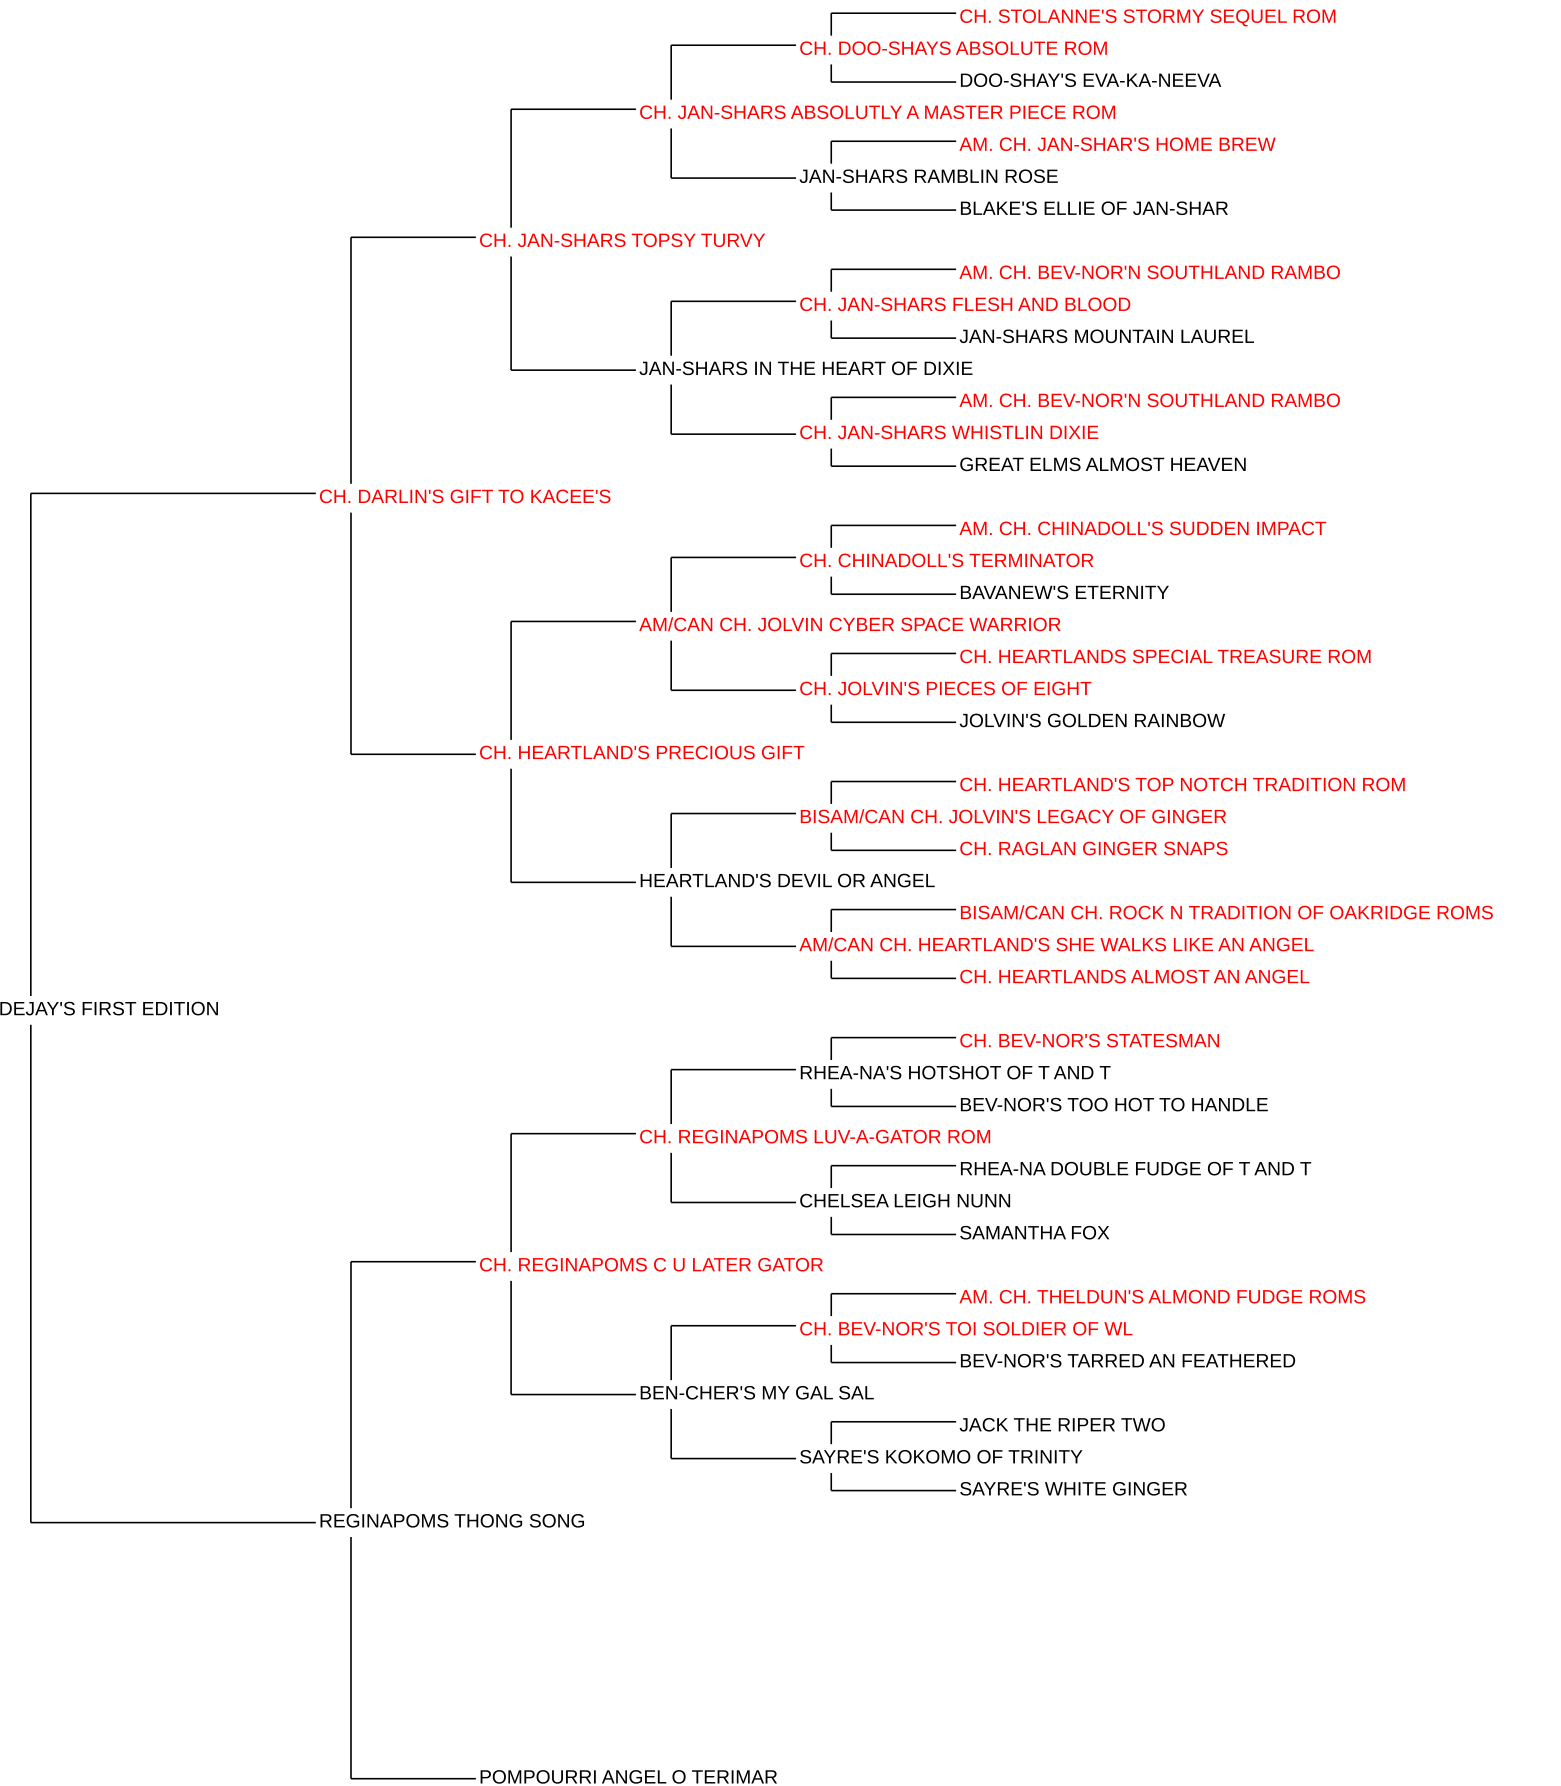 CH. STOLANNE'S STORMY SEQUEL ROM
CH. DOO-SHAYS ABSOLUTE ROM
DOO-SHAY'S EVA-KA-NEEVA
CH. JAN-SHARS ABSOLUTLY A MASTER PIECE ROM
AM. CH. JAN-SHAR'S HOME BREW
JAN-SHARS RAMBLIN ROSE
BLAKE'S ELLIE OF JAN-SHAR
CH. JAN-SHARS TOPSY TURVY
AM. CH. BEV-NOR'N SOUTHLAND RAMBO
CH. JAN-SHARS FLESH AND BLOOD
JAN-SHARS MOUNTAIN LAUREL
JAN-SHARS IN THE HEART OF DIXIE
AM. CH. BEV-NOR'N SOUTHLAND RAMBO
CH. JAN-SHARS WHISTLIN DIXIE
GREAT ELMS ALMOST HEAVEN
CH. DARLIN'S GIFT TO KACEE'S
AM. CH. CHINADOLL'S SUDDEN IMPACT
CH. CHINADOLL'S TERMINATOR
BAVANEW'S ETERNITY
AM/CAN CH. JOLVIN CYBER SPACE WARRIOR
CH. HEARTLANDS SPECIAL TREASURE ROM
CH. JOLVIN'S PIECES OF EIGHT
JOLVIN'S GOLDEN RAINBOW
CH. HEARTLAND'S PRECIOUS GIFT
CH. HEARTLAND'S TOP NOTCH TRADITION ROM
BISAM/CAN CH. JOLVIN'S LEGACY OF GINGER
CH. RAGLAN GINGER SNAPS
HEARTLAND'S DEVIL OR ANGEL
BISAM/CAN CH. ROCK N TRADITION OF OAKRIDGE ROMS
AM/CAN CH. HEARTLAND'S SHE WALKS LIKE AN ANGEL
CH. HEARTLANDS ALMOST AN ANGEL
DEJAY'S FIRST EDITION
CH. BEV-NOR'S STATESMAN
RHEA-NA'S HOTSHOT OF T AND T
BEV-NOR'S TOO HOT TO HANDLE
CH. REGINAPOMS LUV-A-GATOR ROM
RHEA-NA DOUBLE FUDGE OF T AND T
CHELSEA LEIGH NUNN
SAMANTHA FOX
CH. REGINAPOMS C U LATER GATOR
AM. CH. THELDUN'S ALMOND FUDGE ROMS
CH. BEV-NOR'S TOI SOLDIER OF WL
BEV-NOR'S TARRED AN FEATHERED
BEN-CHER'S MY GAL SAL
JACK THE RIPER TWO
SAYRE'S KOKOMO OF TRINITY
SAYRE'S WHITE GINGER
REGINAPOMS THONG SONG
POMPOURRI ANGEL O TERIMAR